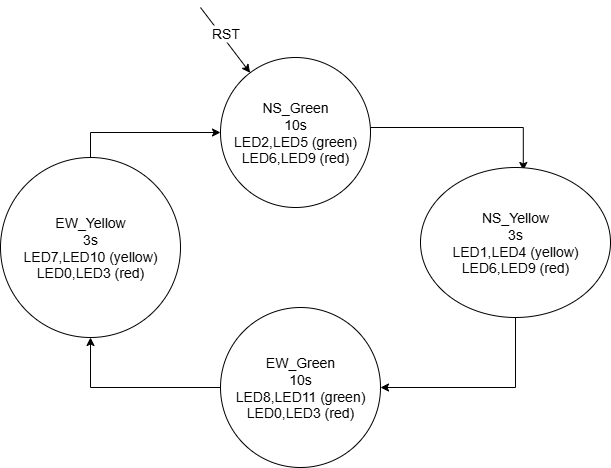 RST
NS_Green
10s
LED2,LED5 (green)
LED6,LED9 (red)
NS_Yellow
3s
LED1,LED4 (yellow)
LED6,LED9 (red)
EW_Yellow
3s
LED7,LED10 (yellow)
LED0,LED3 (red)
EW_Green
10s
LED8,LED11 (green)
LED0,LED3 (red)